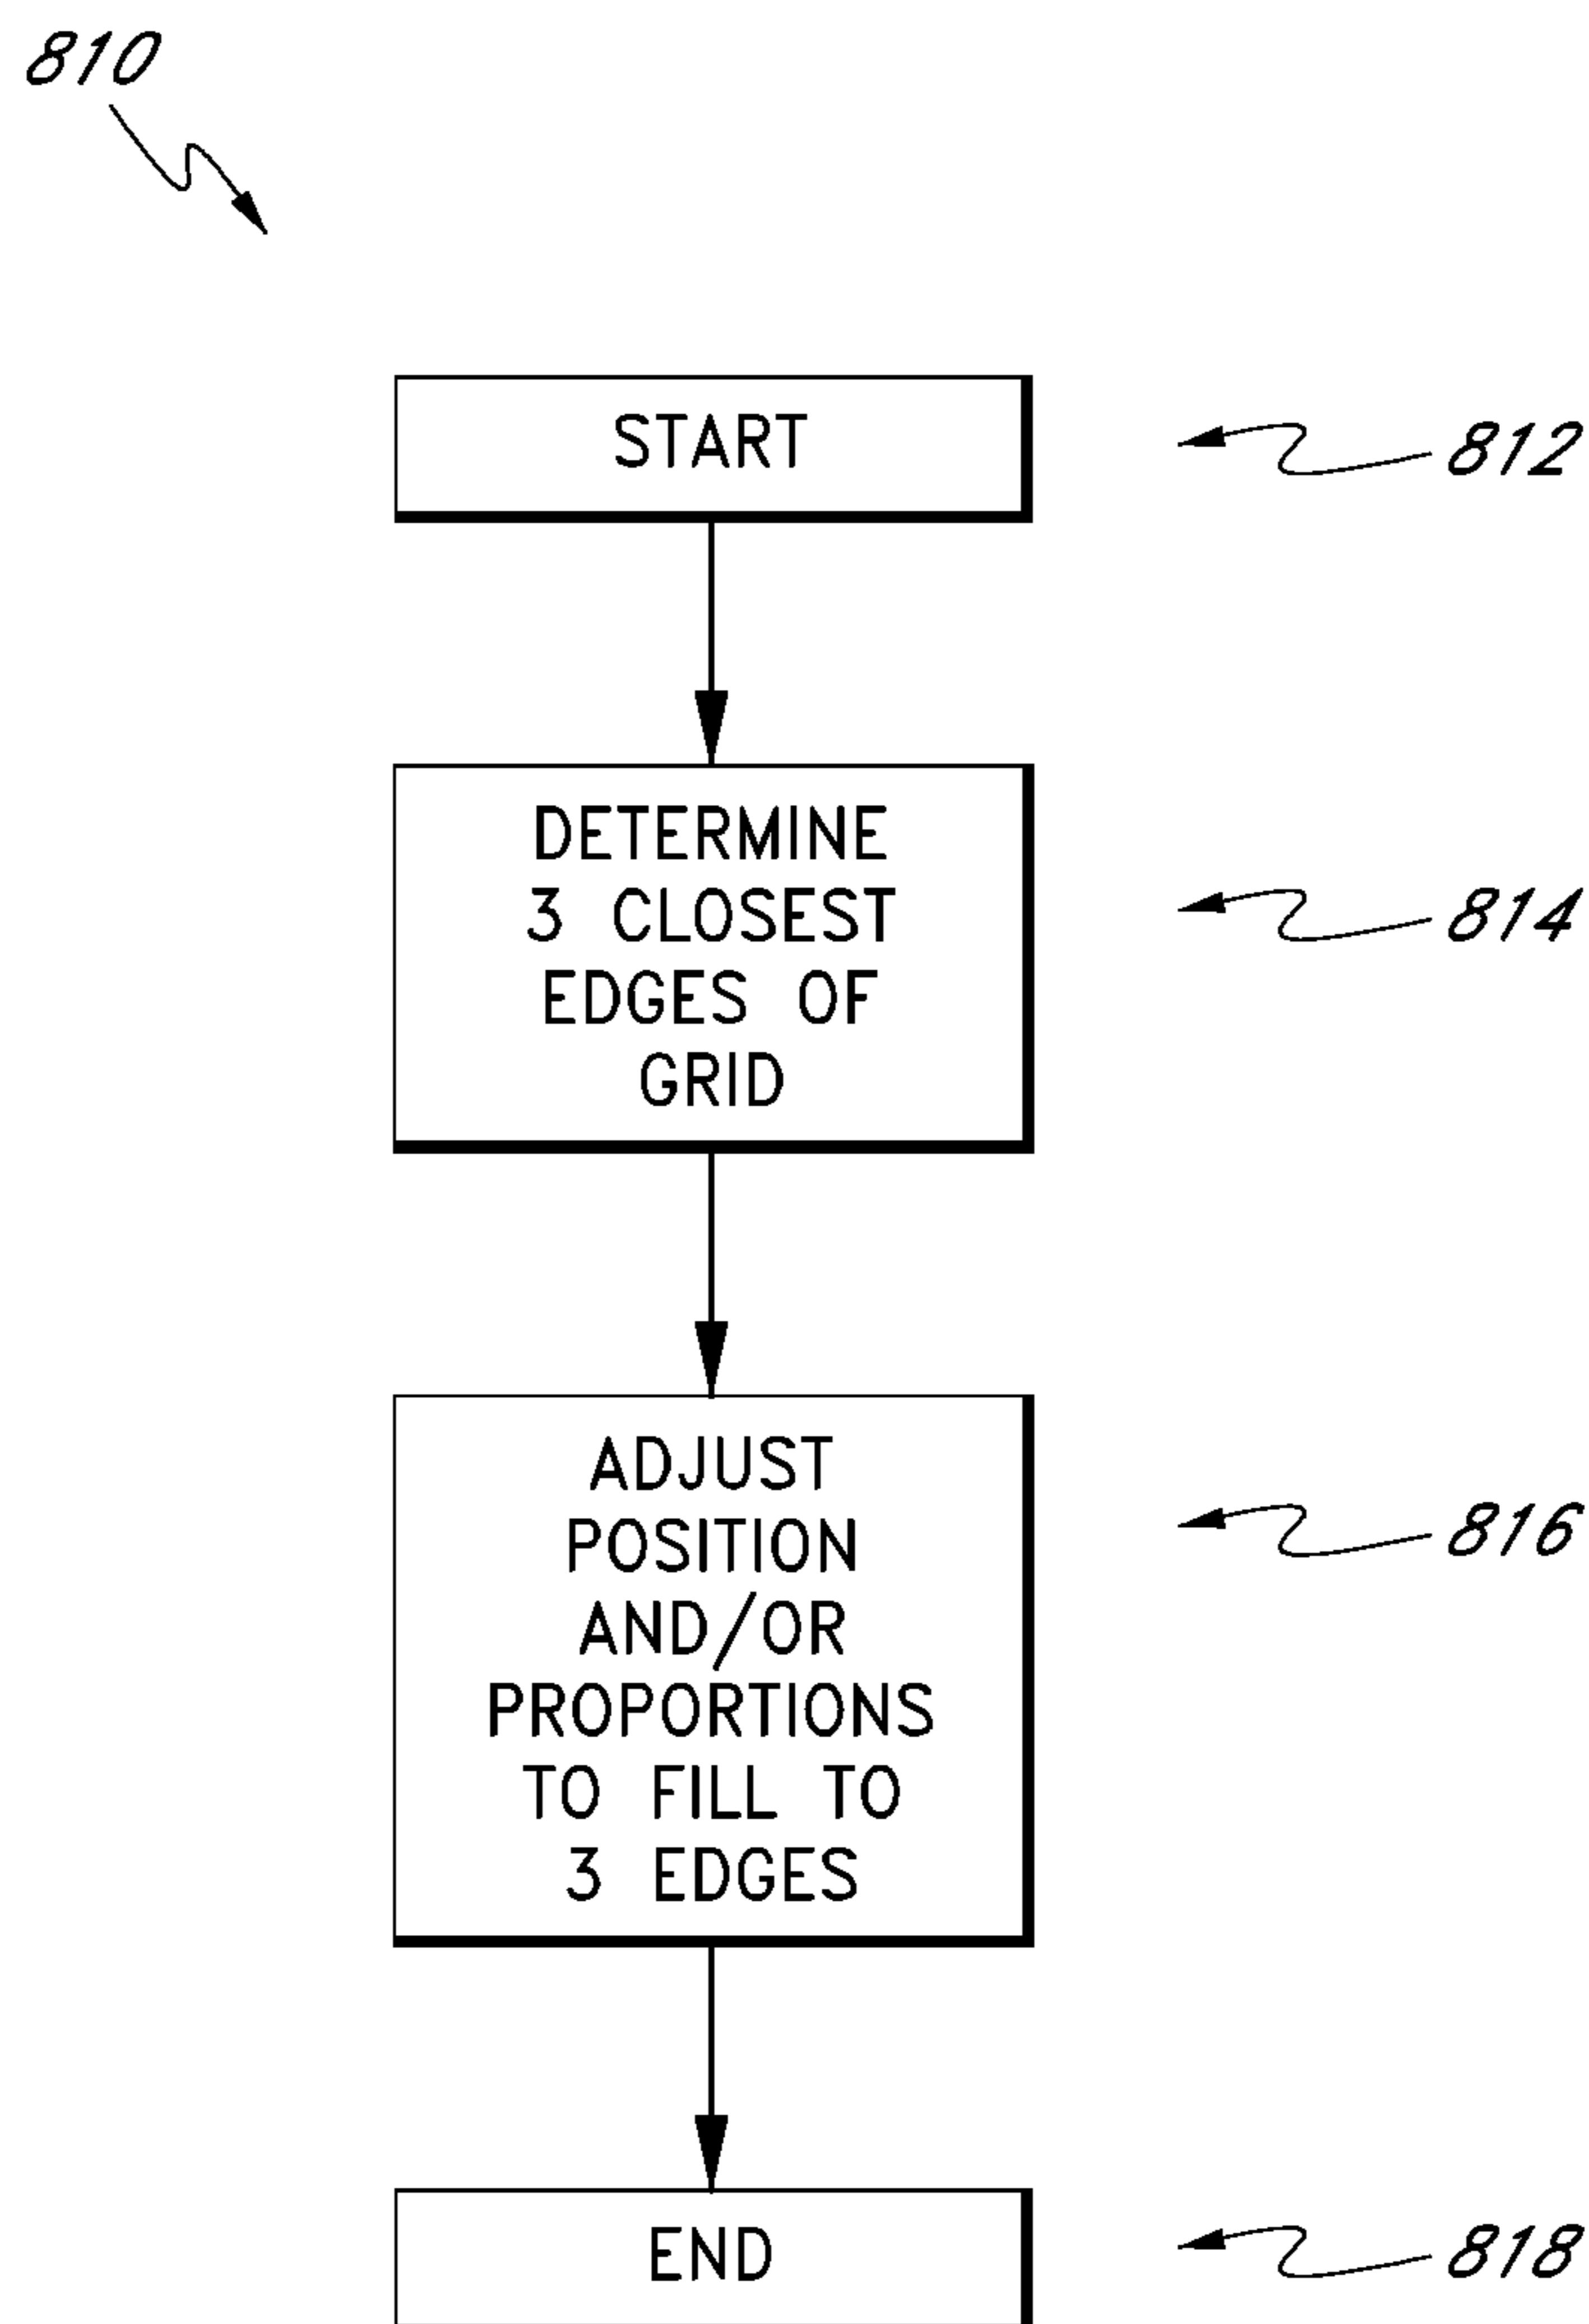 810
START
812
DETERMINE
3 CLOSEST
EDGES OF
GRID
814
ADJUST
POSITION
AND/OR
PROPORTIONS
TO FILL TO
3 EDGES
816
END
818